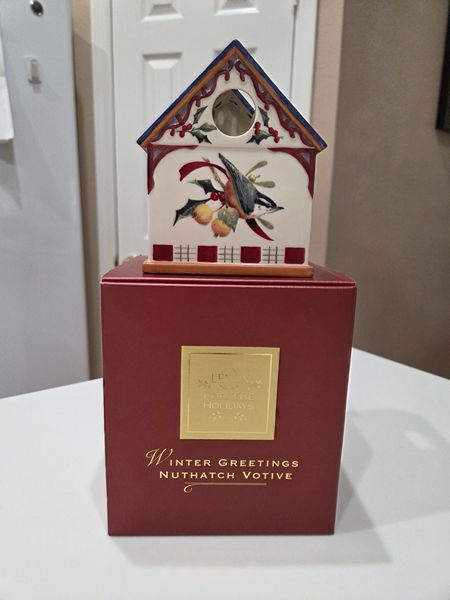 FOR THE
HOLIDAYS
Winter Greetings
Nuthatch Votive